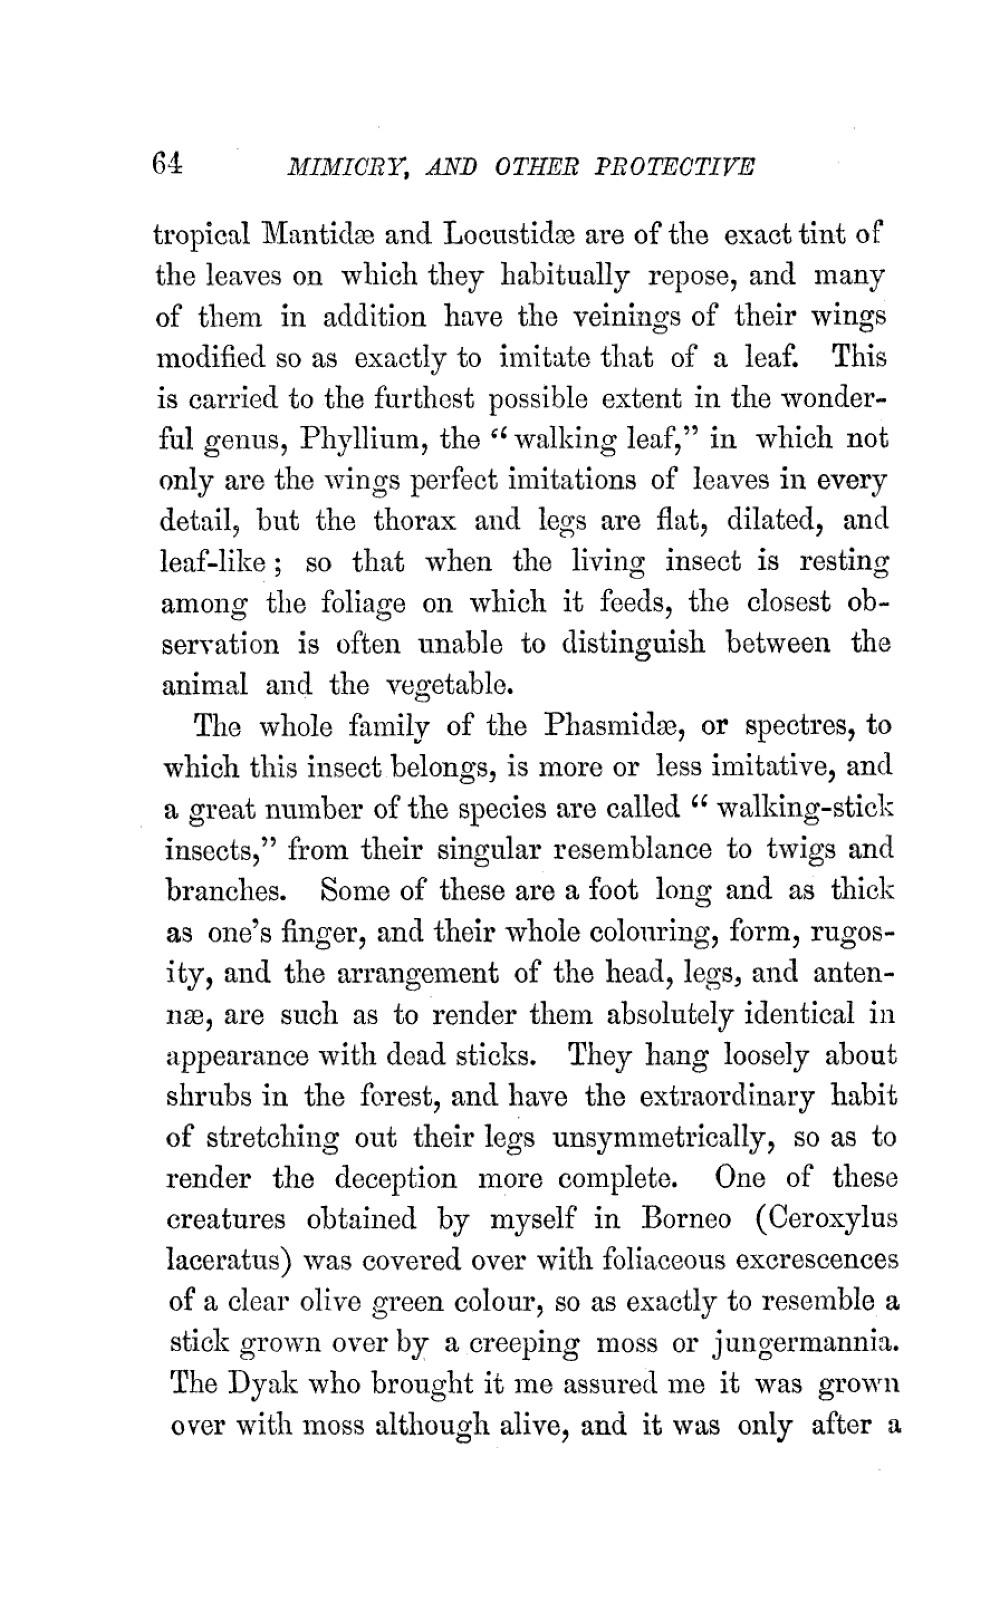 64 MIMICRY, AND OTHER PROTECTIVE
tropical Mantidæ and Locustidæ are of the exact tint of
the leaves on which they habitually repose, and many
of them in addition have the veinings of their wings
modified so as exactly to imitate that of a leaf. This
is carried to the furthest possible extent in the wonder-
ful genus, Phyllium, the “walking leaf,” in which not
only are the wings perfect imitations of leaves in every
detail, but the thorax and legs are flat, dilated, and
leaf-like; so that when the living insect is resting
among the foliage on which it feeds, the closest ob-
servation is often unable to distinguish between the
animal and the vegetable.
The whole family of the Phasmidæ, or spectres, to
which this insect belongs, is more or less imitative, and
a great number of the species are called “walking-stick
insects,” from their singular resemblance to twigs and
branches. Some of these are a foot long and as thick
as one’s finger, and their whole colouring, form, rugos-
ity, and the arrangement of the head, legs, and anten-
næ, are such as to render them absolutely identical in
appearance with dead sticks. They hang loosely about
shrubs in the forest, and have the extraordinary habit
of stretching out their legs unsymmetrically, so as to
render the deception more complete. One of these
creatures obtained by myself in Borneo (Ceroxylus
laceratus) was covered over with foliaceous excrescences
of a clear olive green colour, so as exactly to resemble a
stick grown over by a creeping moss or jungermannia.
The Dyak who brought it me assured me it was grown
over with moss although alive, and it was only after a